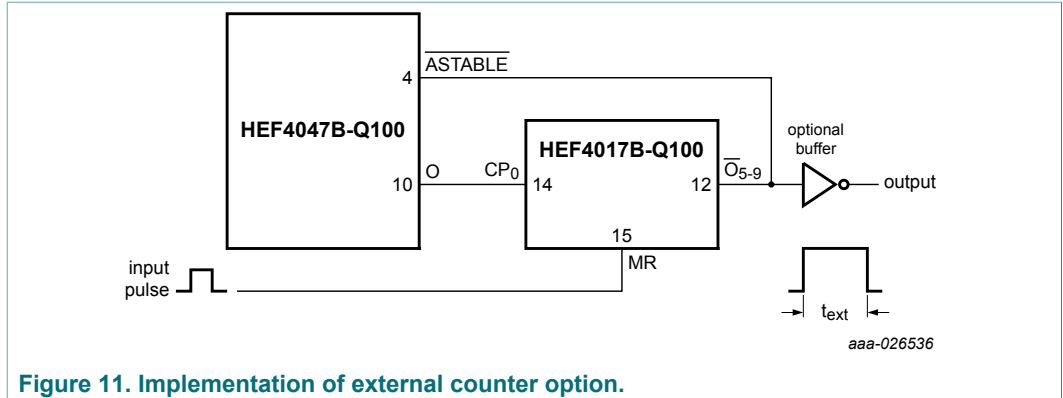 ASTABLE
4
HEF4047B-Q100
optional
buffer
HEF4017B-Q100
10
O
CP0
14
12
O5-9
output
15
MR
input
pulse
text
aaa-026536
Figure 11. Implementation of external counter option.